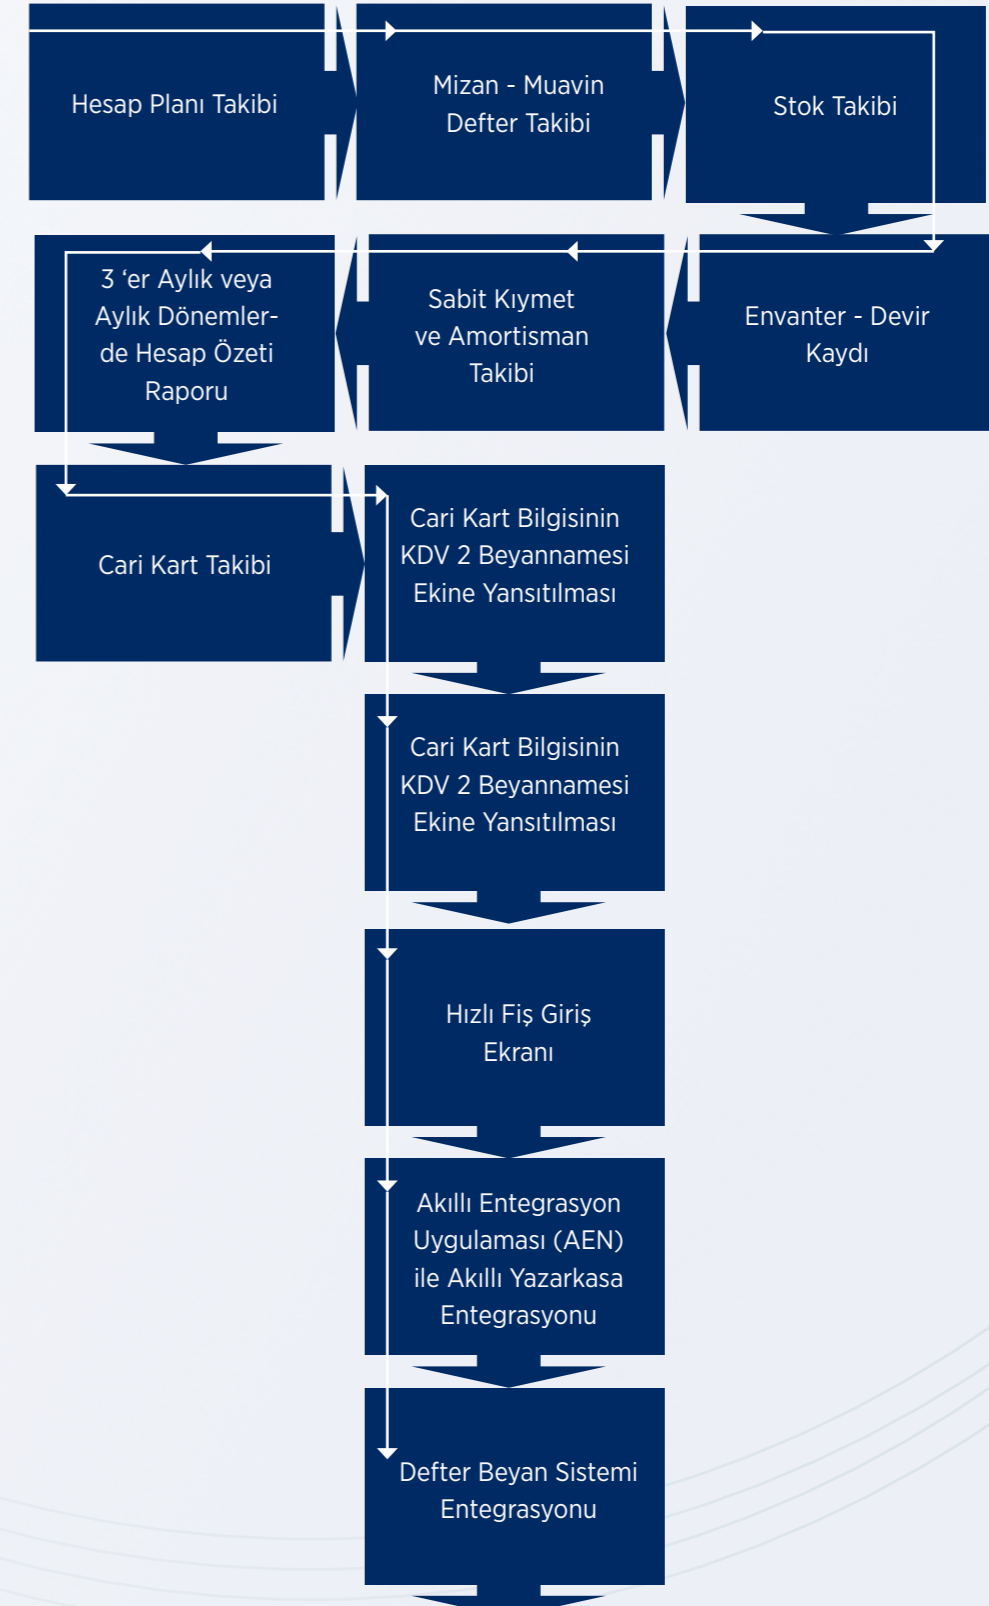 Hesap Planı Takibi
Mizan - Muavin
Defter Takibi
Stok Takibi
Envanter - Devir
Kaydı
Sabit Kıymet
ve Amortisman
Takibi
3 ‘er Aylık veya
Aylık Dönemler-
de Hesap Özeti
Raporu
Cari Kart Takibi
Cari Kart Bilgisinin
KDV 2 Beyannamesi
Ekine Yansıtılması
Cari Kart Bilgisinin
KDV 2 Beyannamesi
Ekine Yansıtılması
Hızlı Fiş Giriş
Ekranı
Akıllı Entegrasyon
Uygulaması (AEN)
ile Akıllı Yazarkasa
Entegrasyonu
Defter Beyan Sistemi
Entegrasyonu